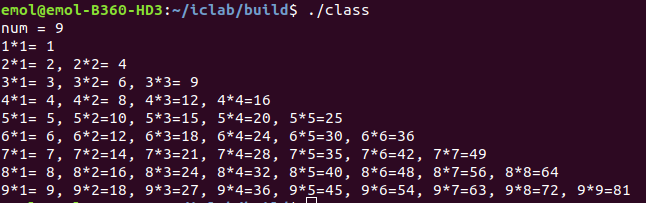 emol@emol-B360-HD3:~/iclab/build$ ./class
num = 9
1*1= 1
2*1= 2, 2*2= 4
3*1= 3, 3*2= 6, 3*3= 9
4*1= 4, 4*2= 8, 4*3=12, 4*4=16
5*1= 5, 5*2=10, 5*3=15, 5*4=20, 5*5=25
6*1= 6, 6*2=12, 6*3=18, 6*4=24, 6*5=30, 6*6=36
7*1= 7, 7*2=14, 7*3=21, 7*4=28, 7*5=35, 7*6=42, 7*7=49
8*1= 8, 8*2=16, 8*3=24, 8*4=32, 8*5=40, 8*6=48, 8*7=56, 8*8=64
9*1= 9, 9*2=18, 9*3=27, 9*4=36, 9*5=45, 9*6=54, 9*7=63, 9*8=72, 9*9=81